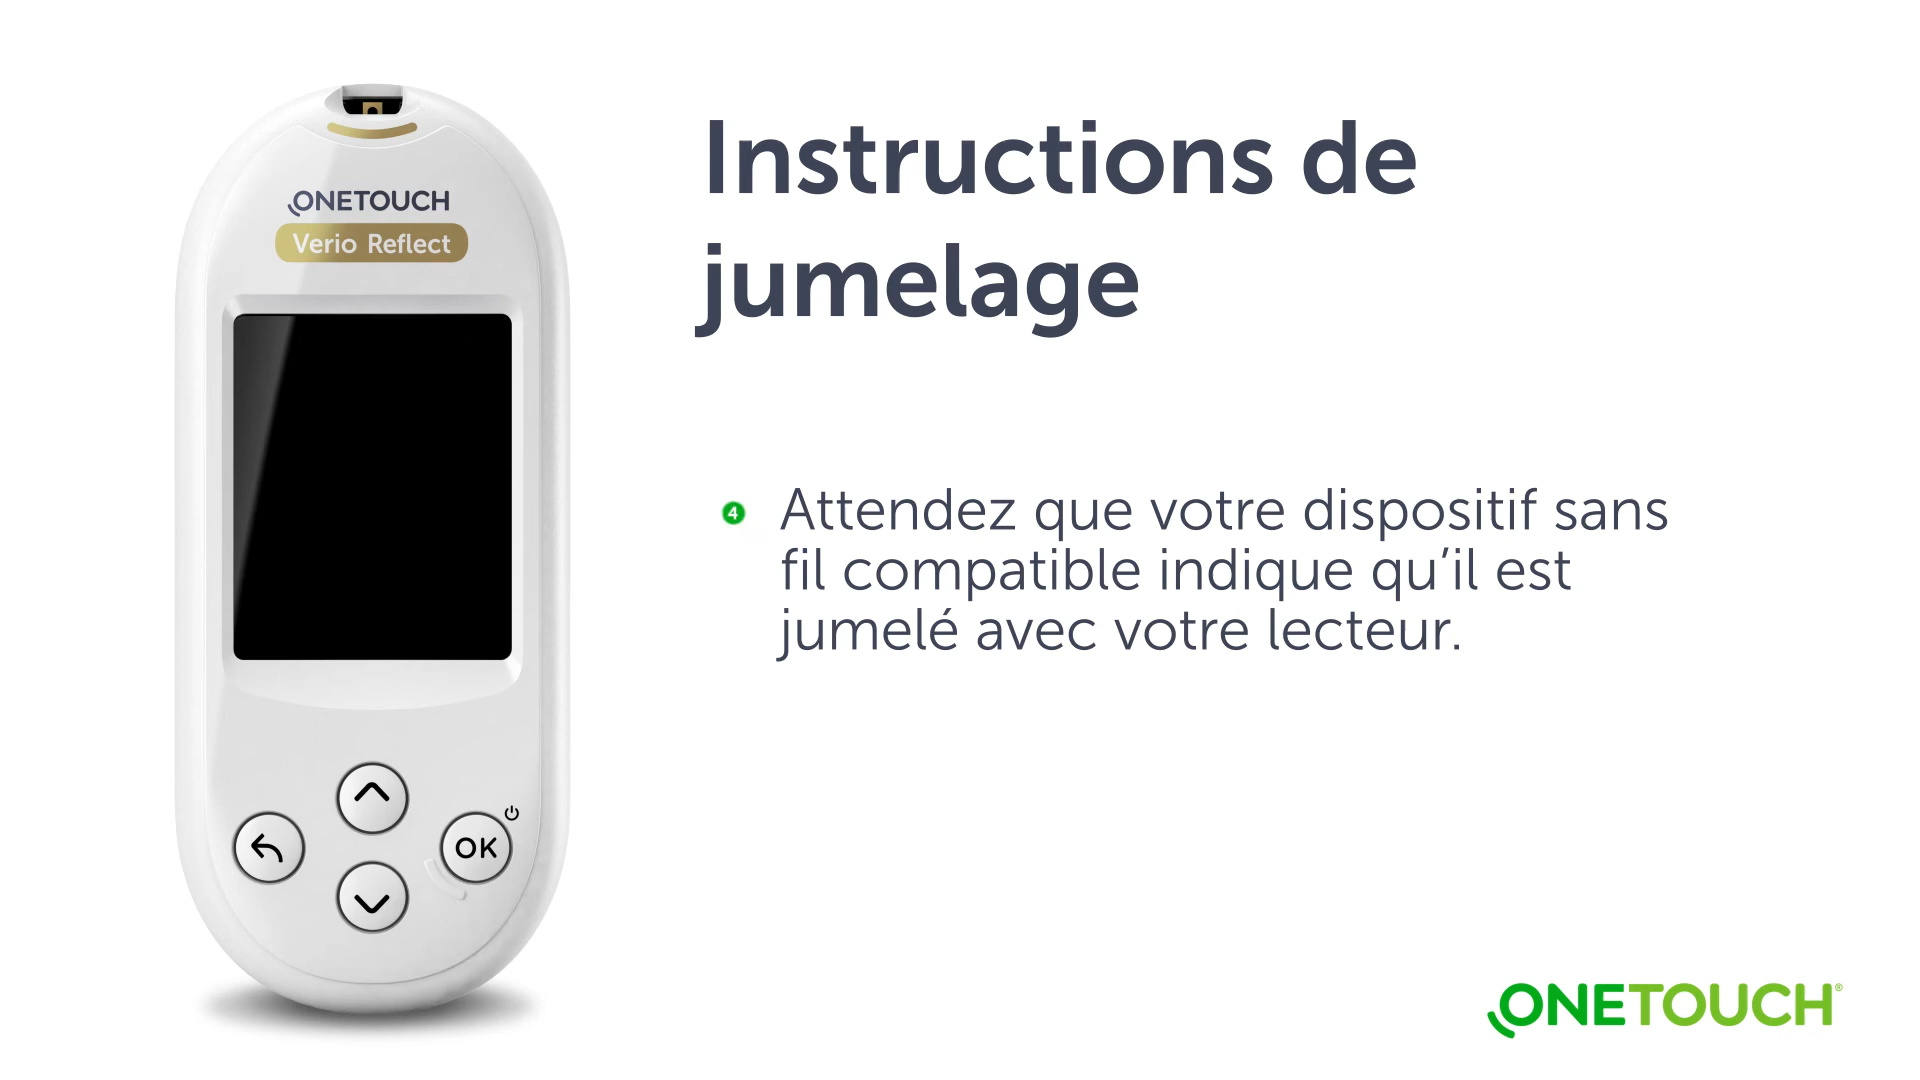 ONETOUCH
Verio Reflect
OK
Instructions de
jumelage
4 Attendez que votre dispositif sans
fil compatible indique qu’il est
jumelé avec votre lecteur.
ONETOUCH®